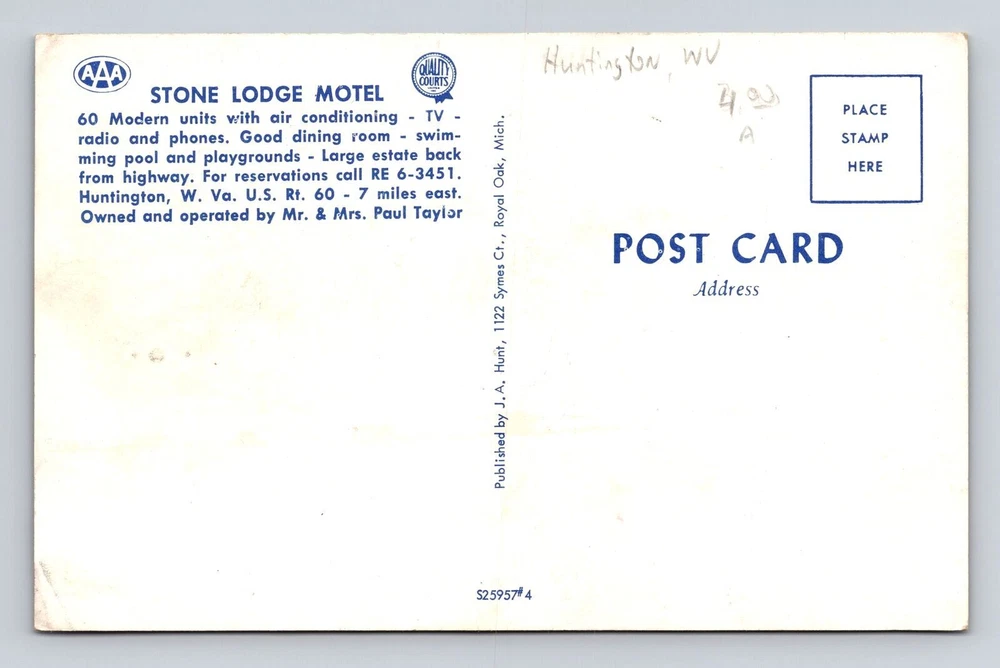 AAA
QUALITY
COURTS
STONE LODGE MOTEL
60 Modern units with air conditioning - TV -
radio and phones. Good dining room - swim-
ming pool and playgrounds - Large estate back
from highway. For reservations call RE 6-3451.
Huntington, W. Va. U.S. Rt. 60 - 7 miles east.
Owned and operated by Mr. & Mrs. Paul Taylor
Published by J. A. Hunt, 1122 Symes Ct., Royal Oak, Mich.
S25957#4
Huntington, WV
4.00
A
PLACE
STAMP
HERE
POST CARD
Address